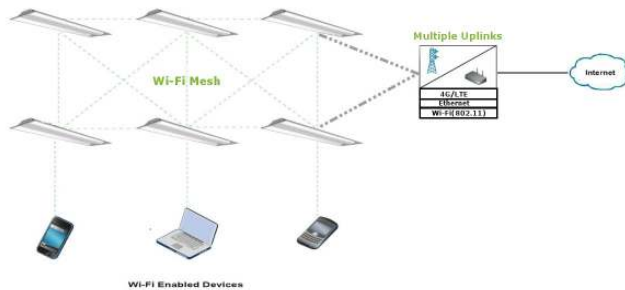 Multiple Uplinks
Wi-Fi Mesh
Internet
4G/LTE
Ethernet
Wi-Fi(802.11)
Wi-Fi Enabled Devices